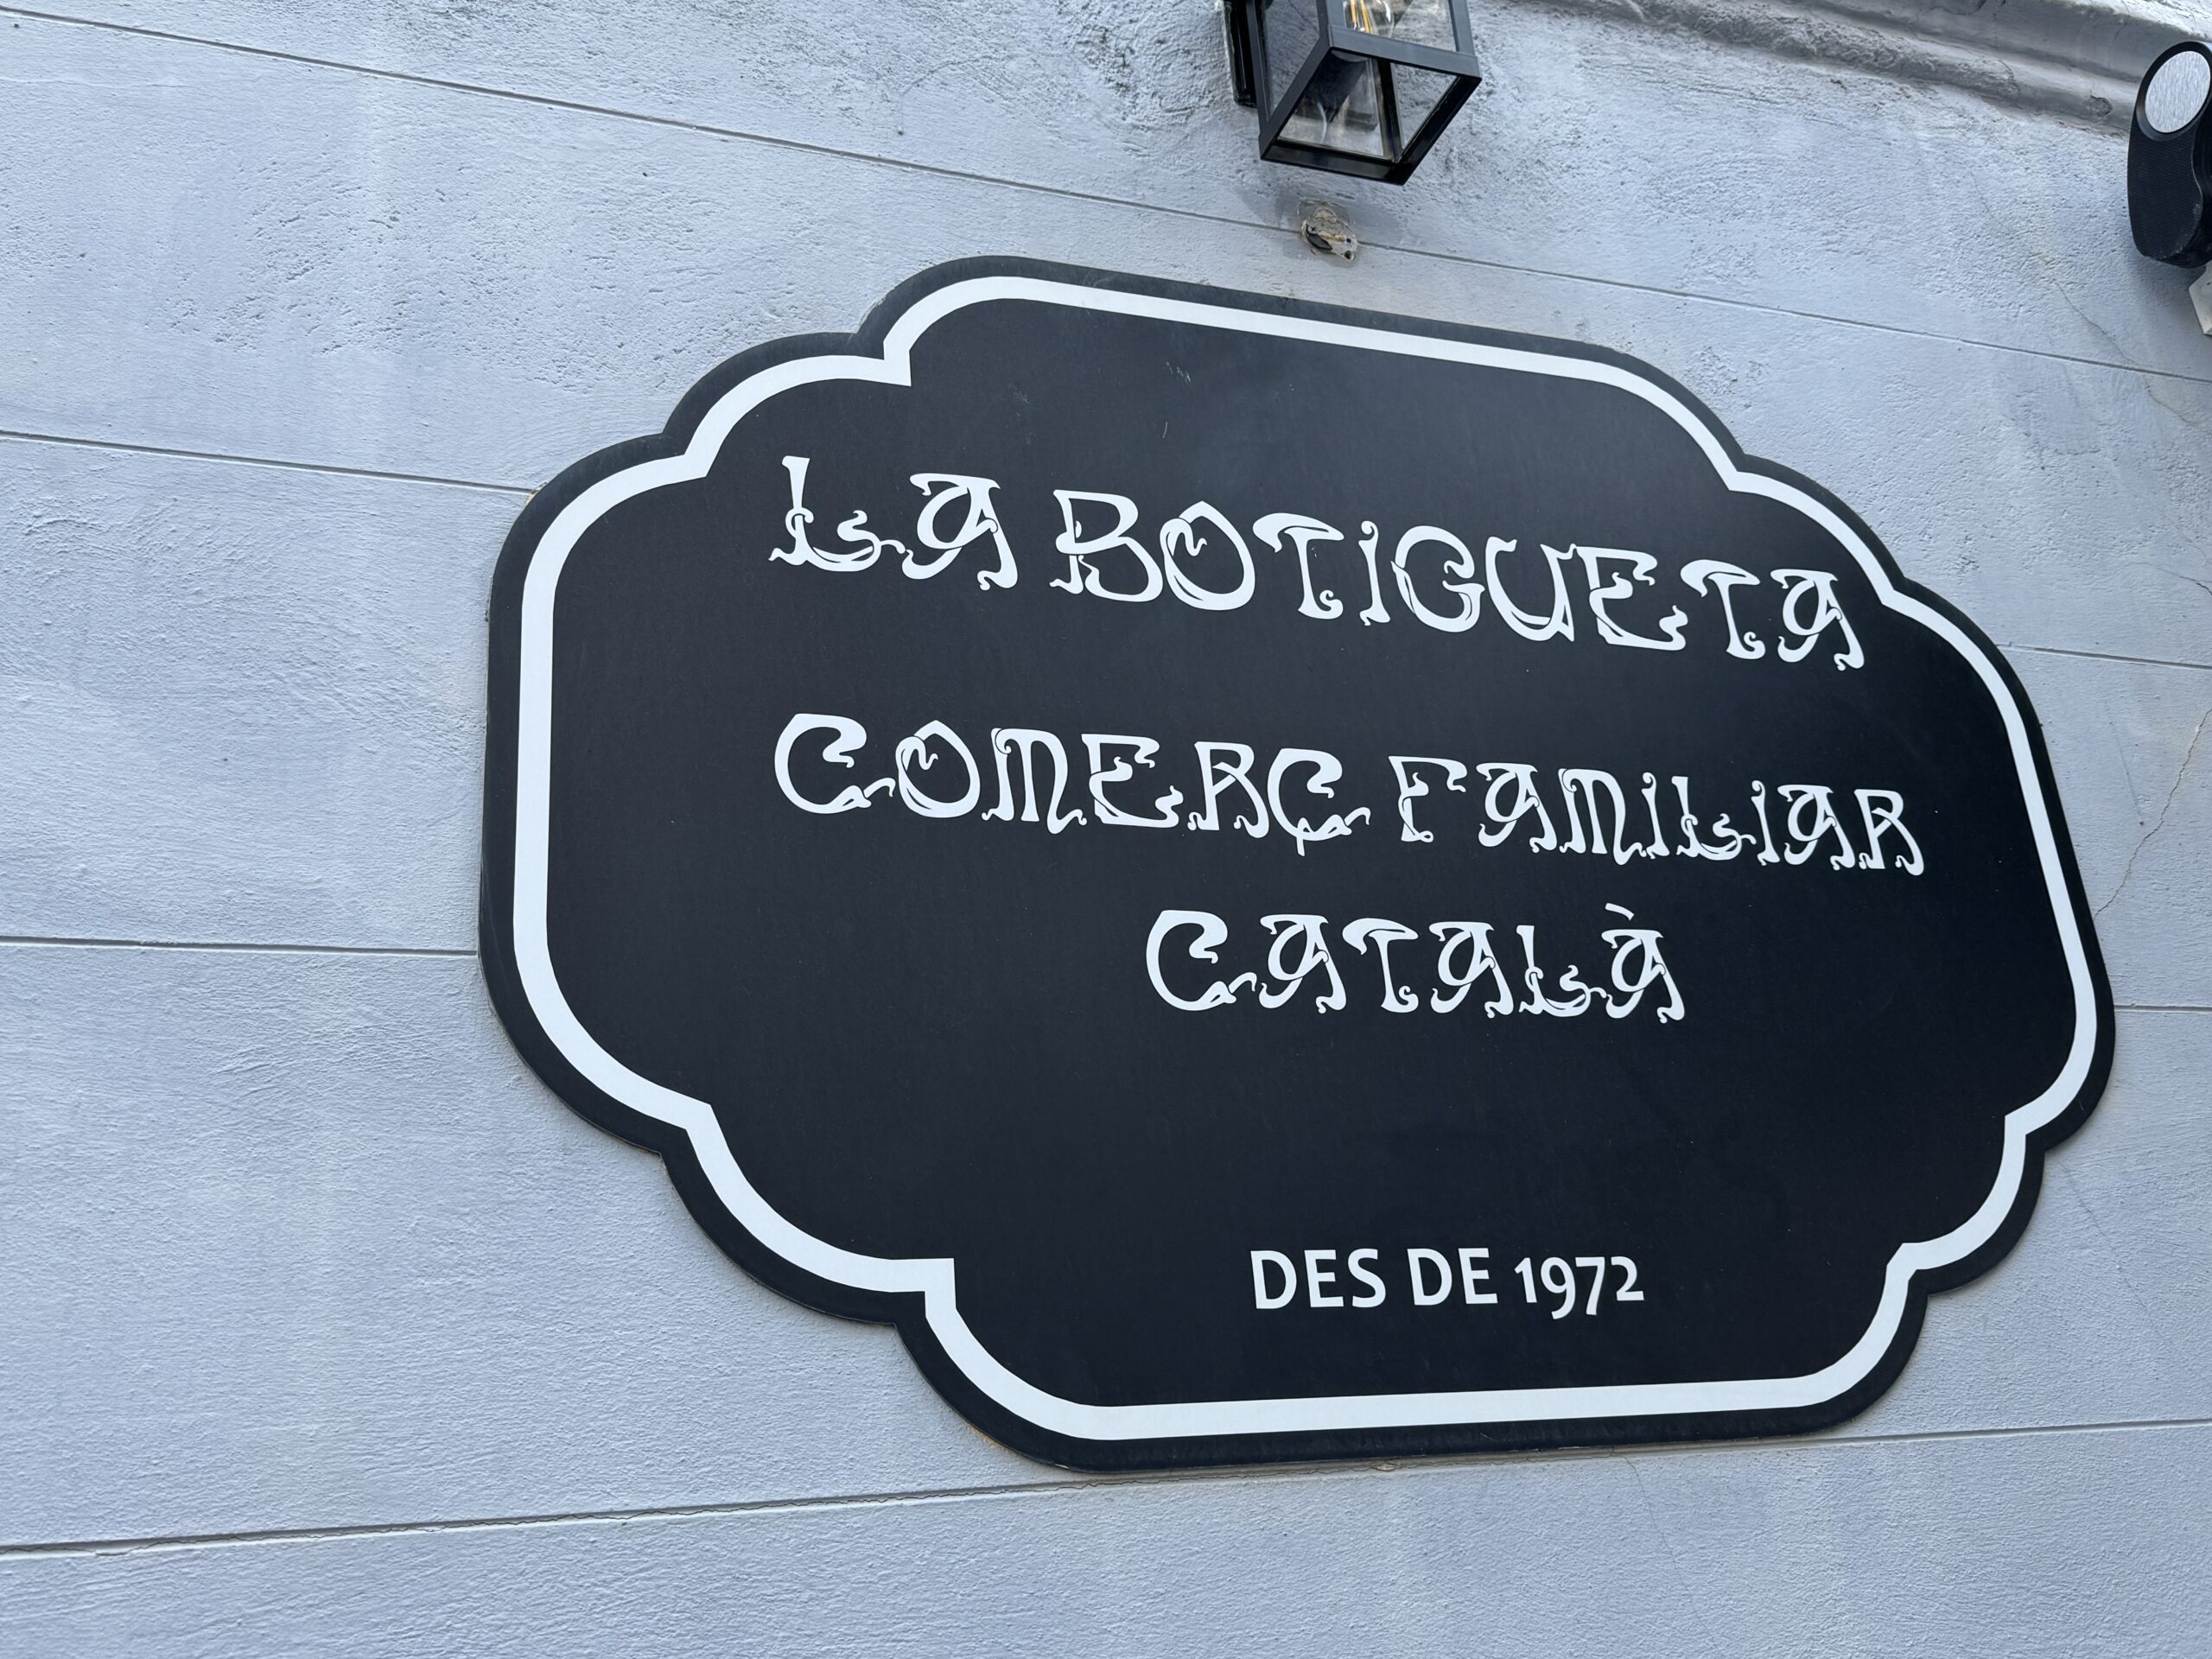 LA BOTIGUETA
COMERÇ FAMILIAR
CATALÀ
DES DE 1972